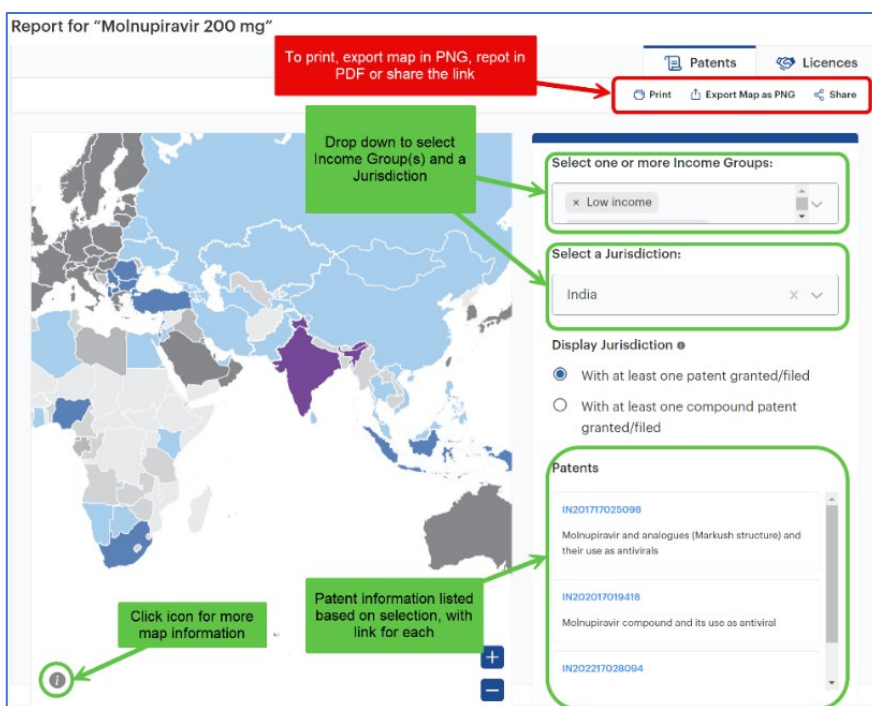 Report for “Molnupiravir 200 mg”
To print, export map in PNG, repot in
PDF or share the link
Patents
Licences
Print
Export Map as PNG
Share
Drop down to select
Income Group(s) and a
Jurisdiction
Select one or more Income Groups:
× Low income
Select a Jurisdiction:
India
Display Jurisdiction
With at least one patent granted/filed
With at least one compound patent
granted/filed
Patents
IN201717025098
Molnupiravir and analogues (Markush structure) and
their use as antivirals
Patent information listed
based on selection, with
link for each
IN202017019418
Molnupiravir compound and its use as antiviral
IN202217028094
Click icon for more
map information